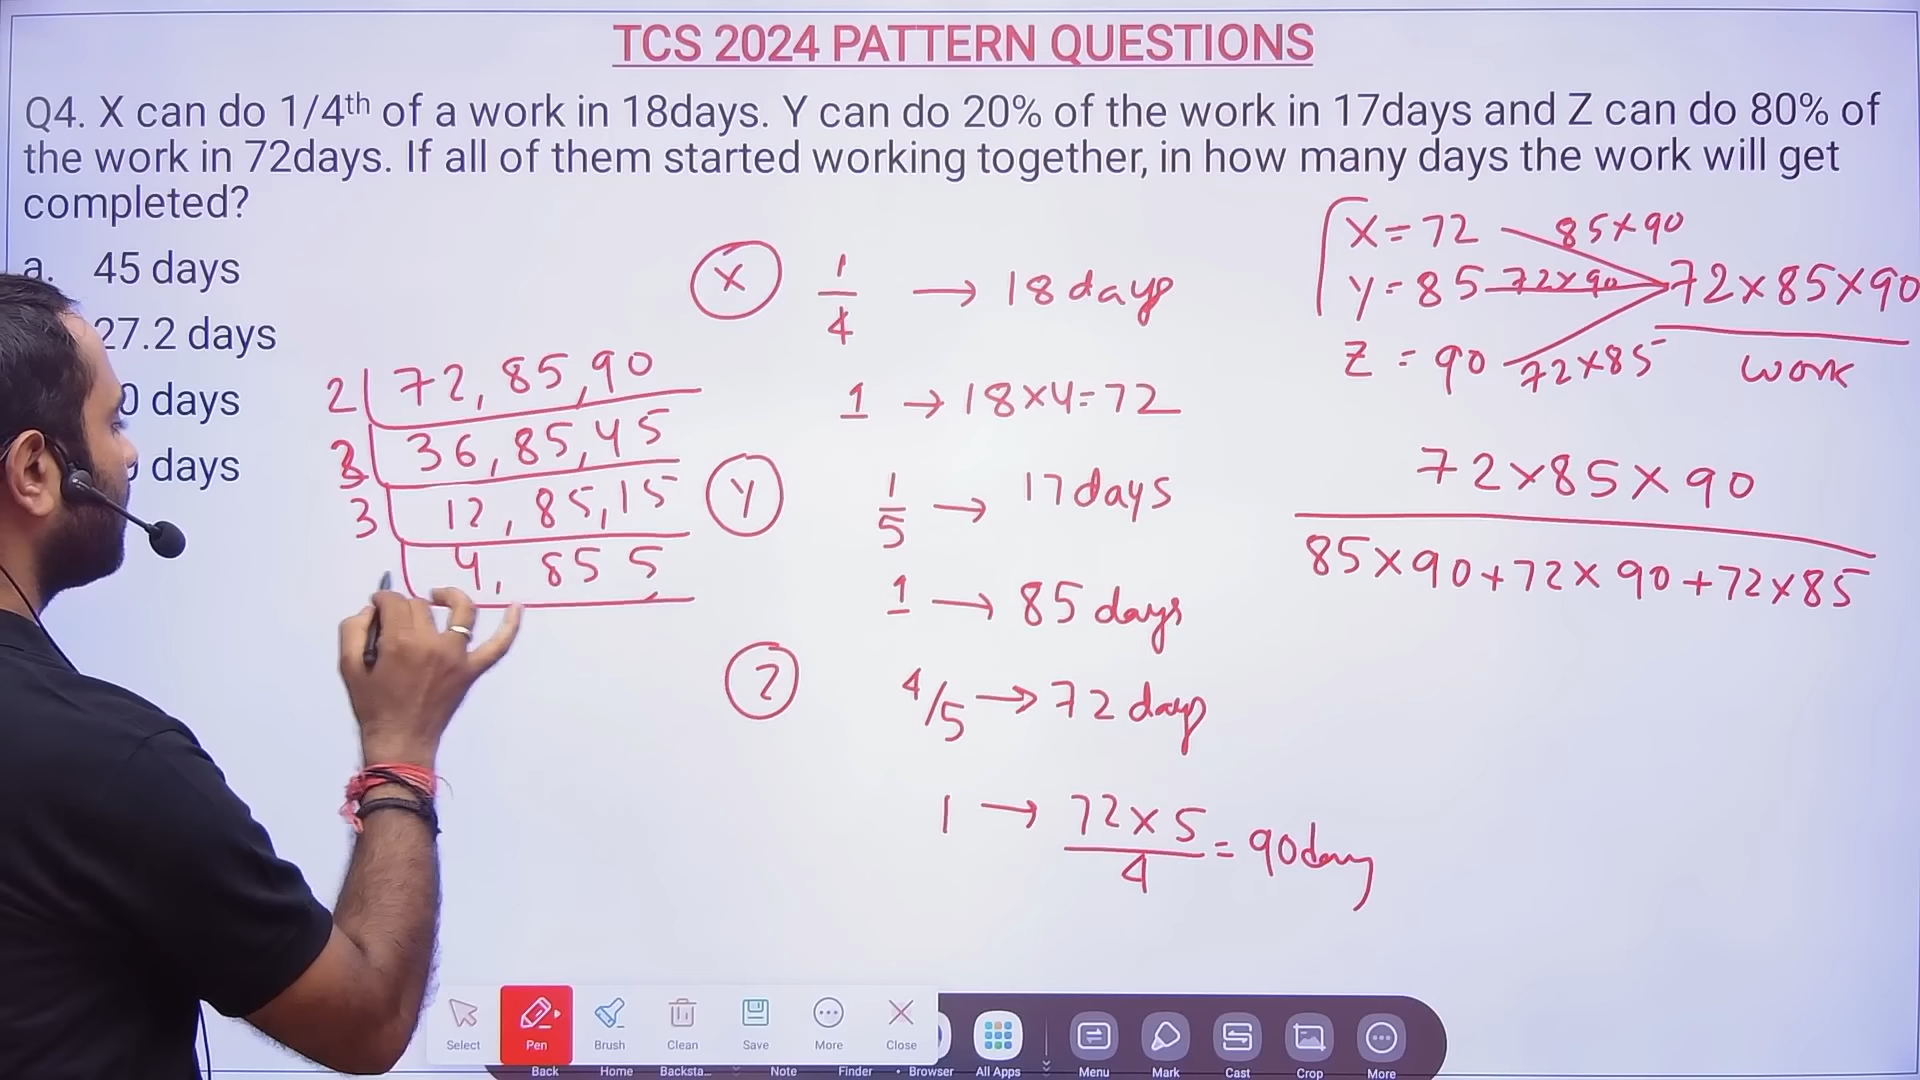 TCS 2024 PATTERN QUESTIONS
Q4. X can do 1/4th of a work in 18days. Y can do 20% of the work in 17days and Z can do 80% of
the work in 72days. If all of them started working together, in how many days the work will get
completed?
a. 45 days
27.2 days
0 days
days
2 72, 85, 90
3 36, 85, 45
3 12, 85, 15
4, 85 5
X 1/4 → 18 days
1 → 18×4=72
Y 1/5 → 17 days
1 → 85 days
Z 4/5 → 72 days
1 → 72×5/4 = 90 days
X = 72 85×90
Y = 85 72×90 72×85×90
Z = 90 72×85 work
72×85×90
85×90+72×90+72×85
Select Pen Brush Clean Save More Close
Back Home Backsta... Note Finder Browser All Apps Menu Mark Cast Crop More